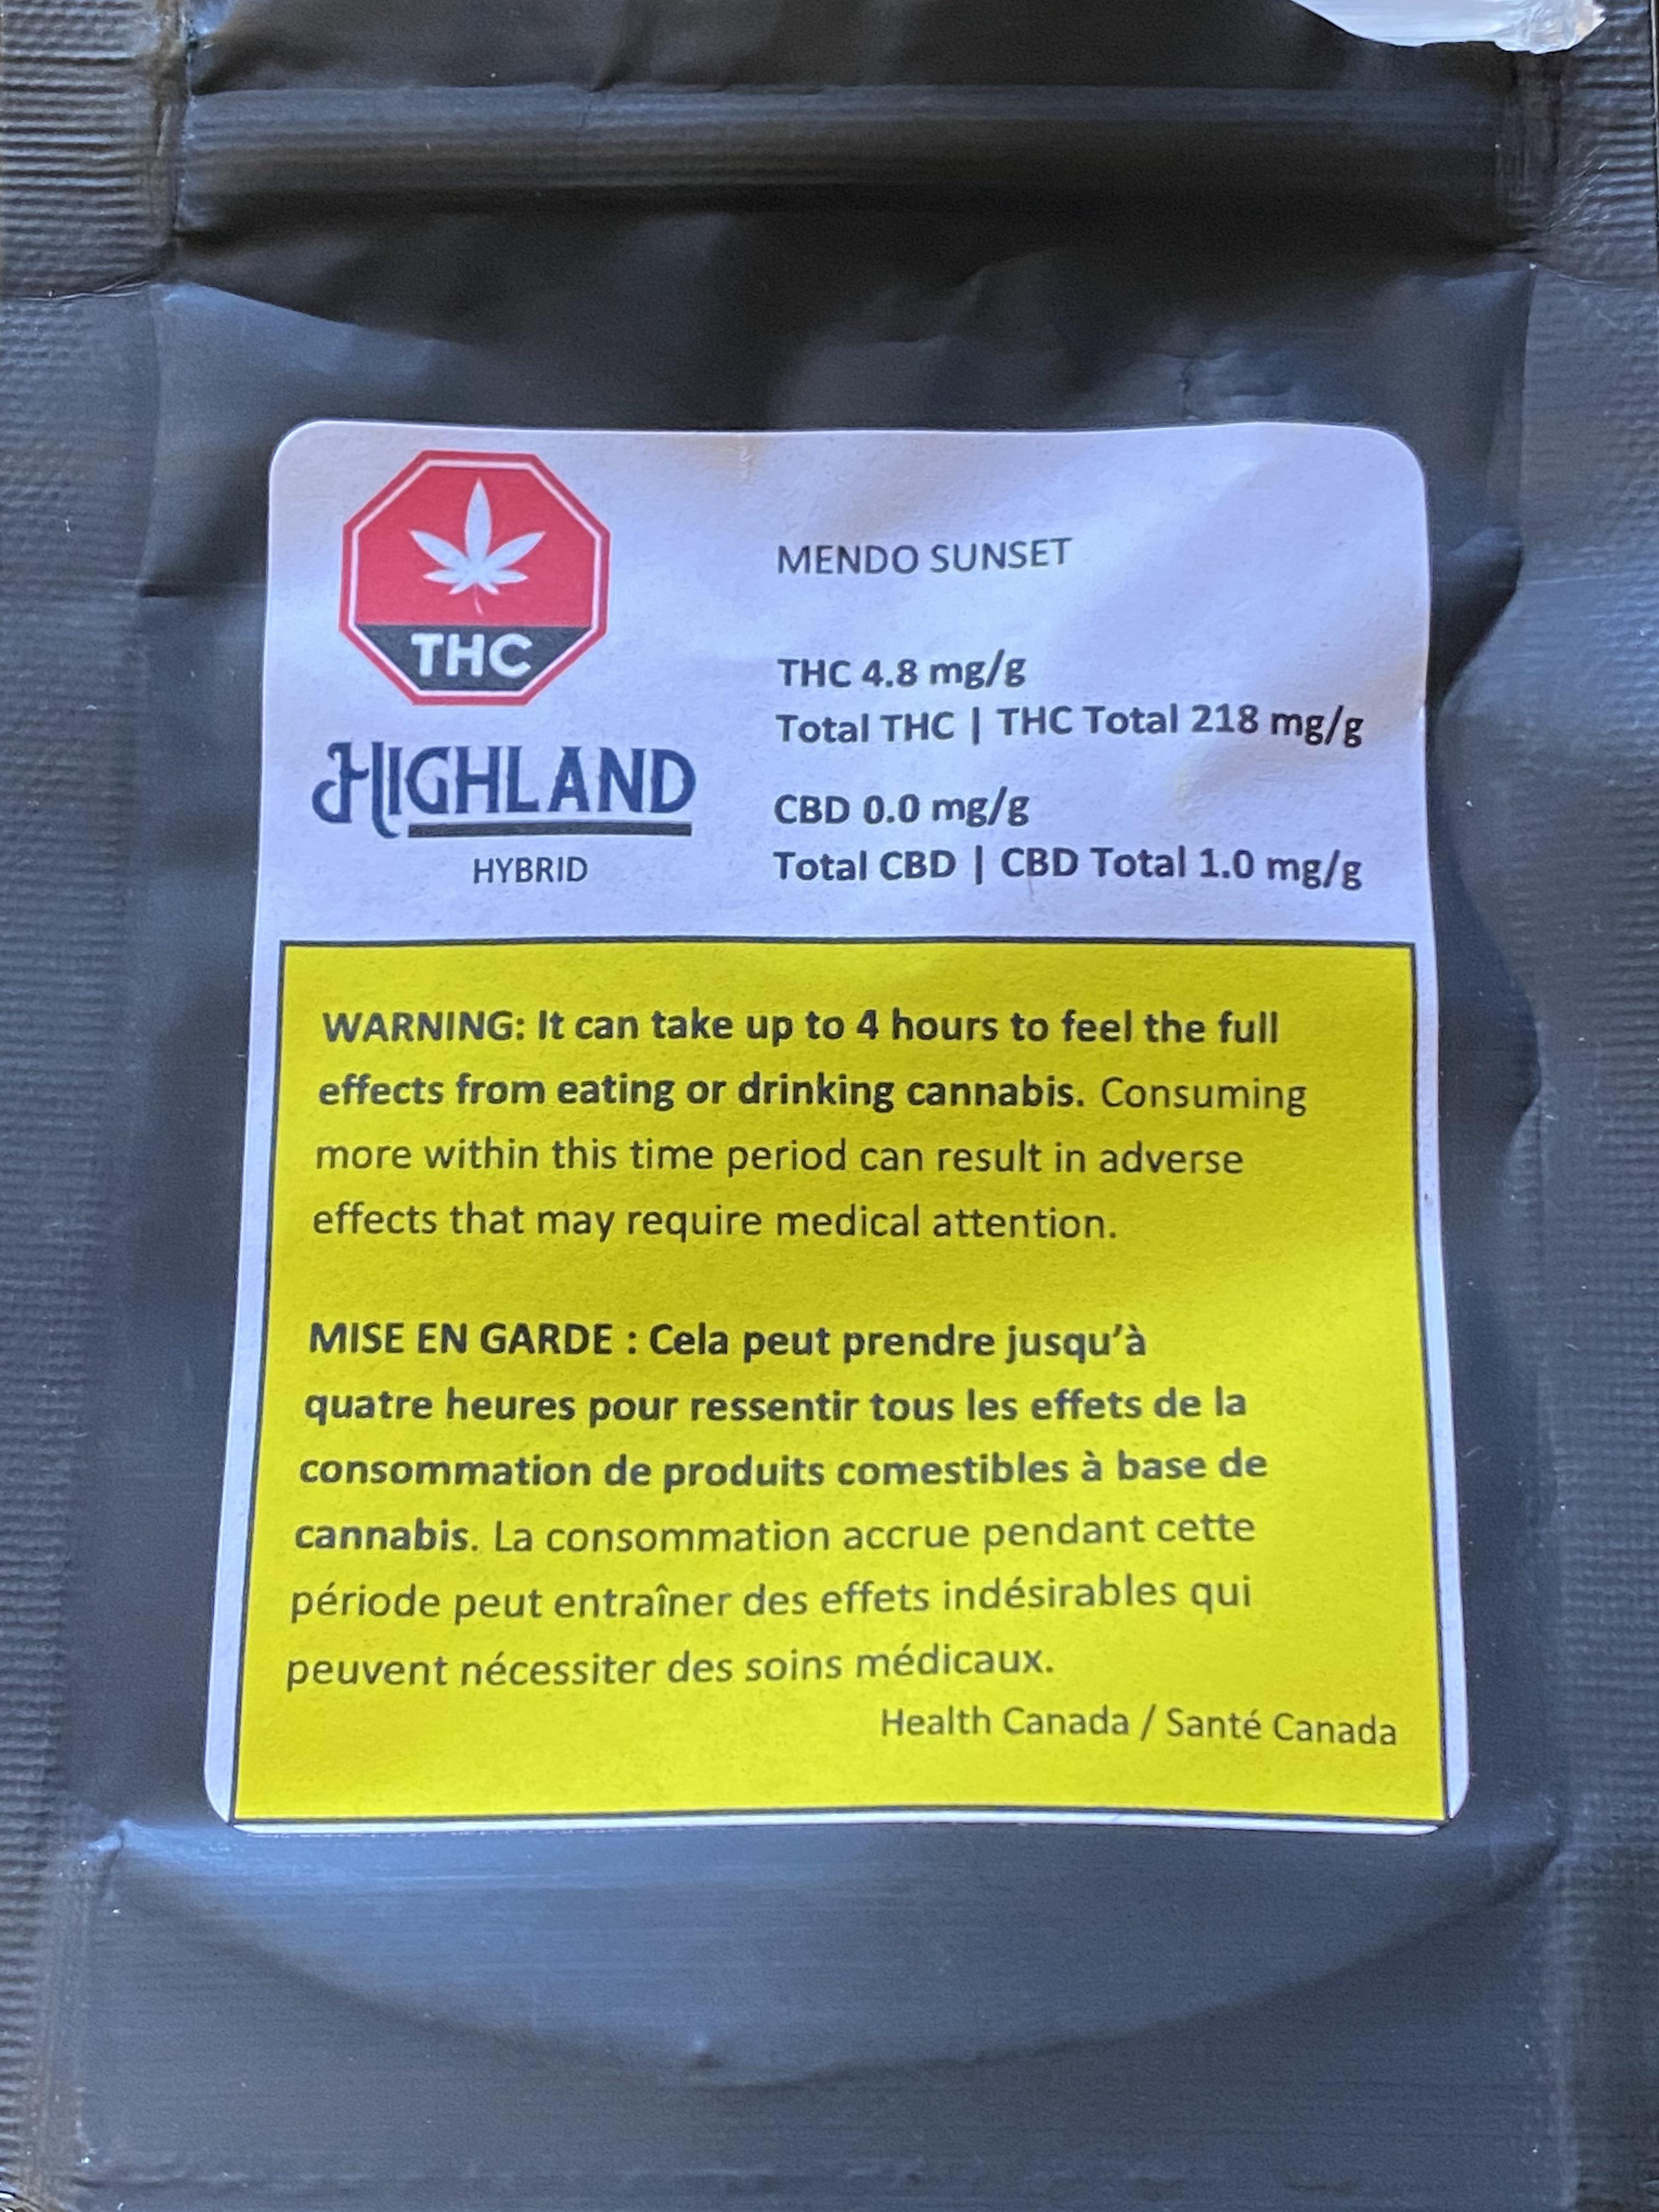 THC
HIGHLAND
HYBRID
MENDO SUNSET
THC 4.8 mg/g
Total THC | THC Total 218 mg/g
CBD 0.0 mg/g
Total CBD | CBD Total 1.0 mg/g
WARNING: It can take up to 4 hours to feel the full
effects from eating or drinking cannabis. Consuming
more within this time period can result in adverse
effects that may require medical attention.
MISE EN GARDE : Cela peut prendre jusqu’à
quatre heures pour ressentir tous les effets de la
consommation de produits comestibles à base de
cannabis. La consommation accrue pendant cette
période peut entraîner des effets indésirables qui
peuvent nécessiter des soins médicaux.
Health Canada / Santé Canada